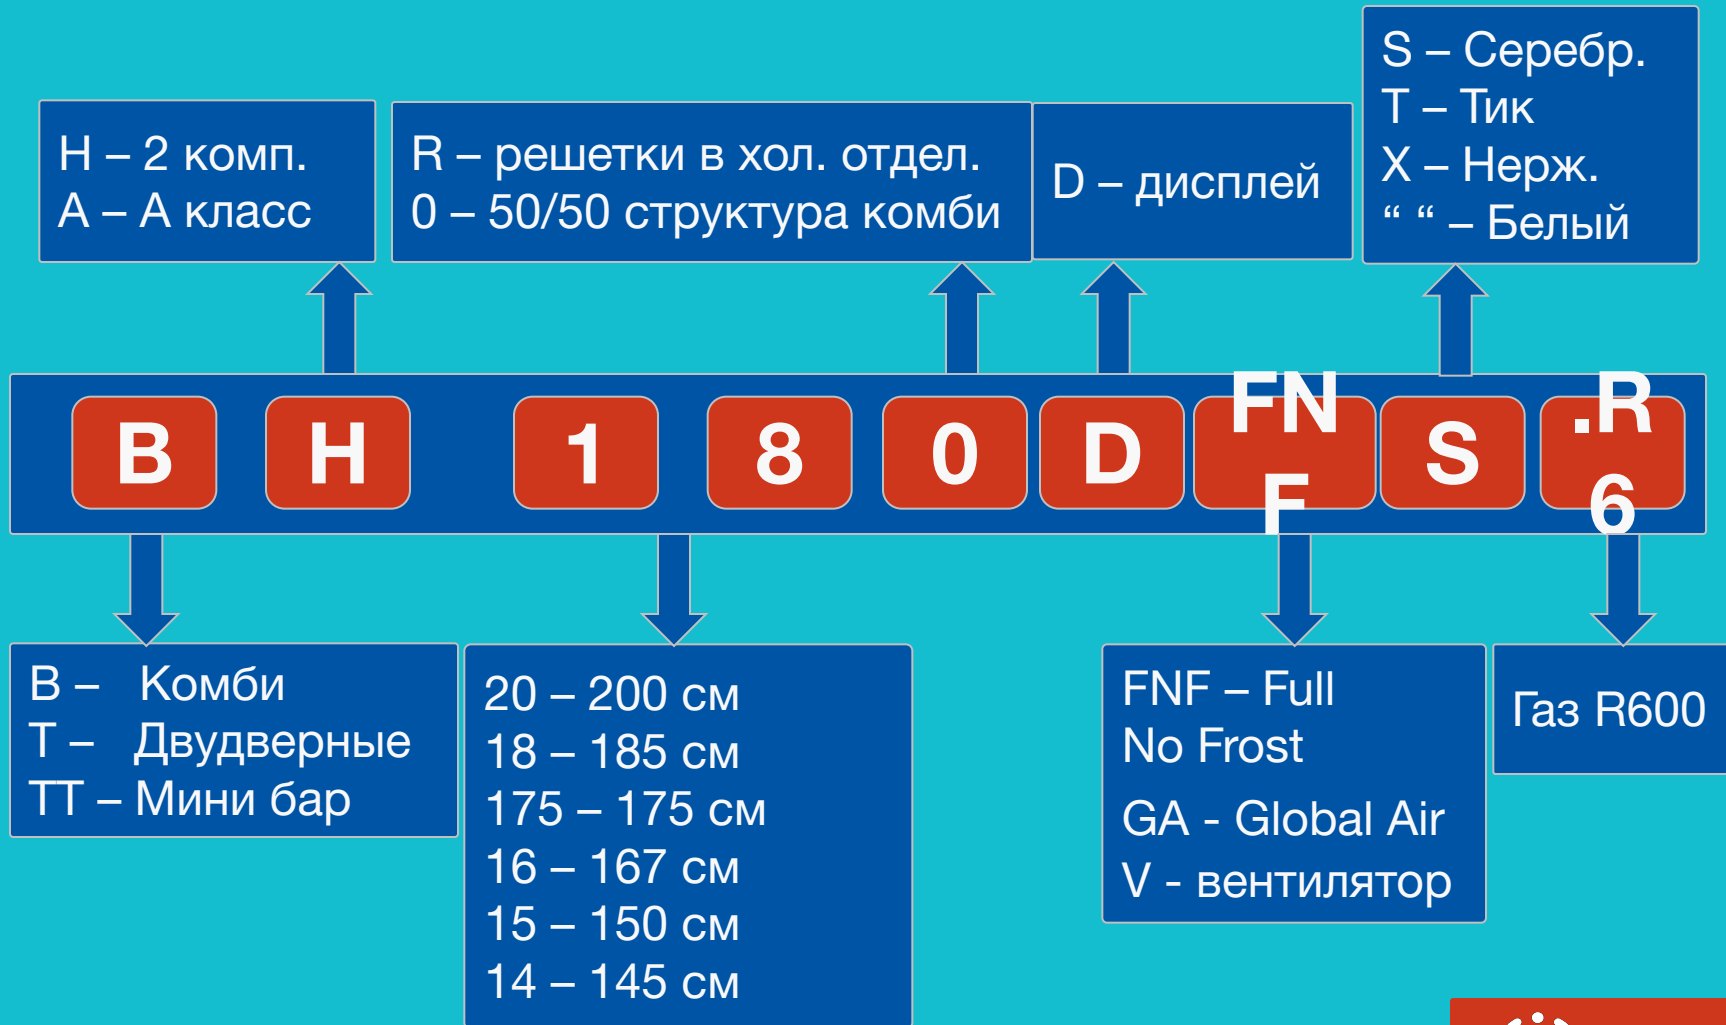 H – 2 комп.
А – А класс
R – решетки в хол. отдел.
0 – 50/50 структура комби
D – дисплей
S – Серебр.
T – Тик
X – Нерж.
“ “ – Белый
B H 1 8 0 D FN S .R
F 6
B – Комби
T – Двудверные
TT – Мини бар
20 – 200 см
18 – 185 см
175 – 175 см
16 – 167 см
15 – 150 см
14 – 145 см
FNF – Full
No Frost
GA - Global Air
V - вентилятор
Газ R600